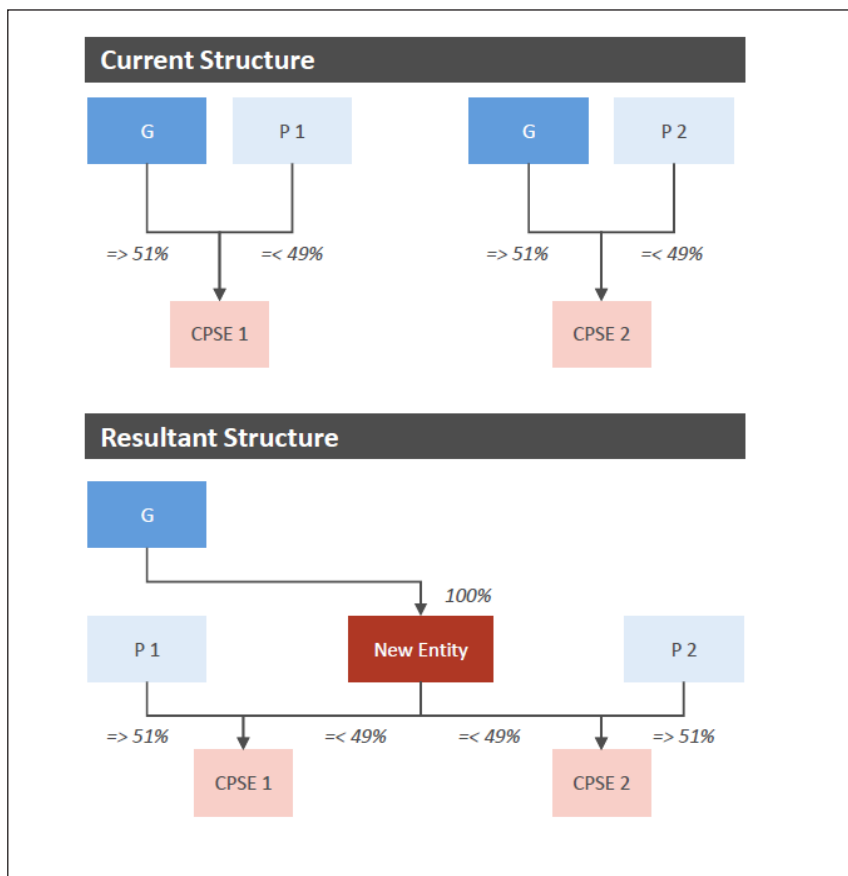 Current Structure
G P 1 G P 2
=> 51% =< 49% => 51% =< 49%
CPSE 1 CPSE 2
Resultant Structure
G
100%
P 1 New Entity P 2
=> 51% =< 49% =< 49% => 51%
CPSE 1 CPSE 2